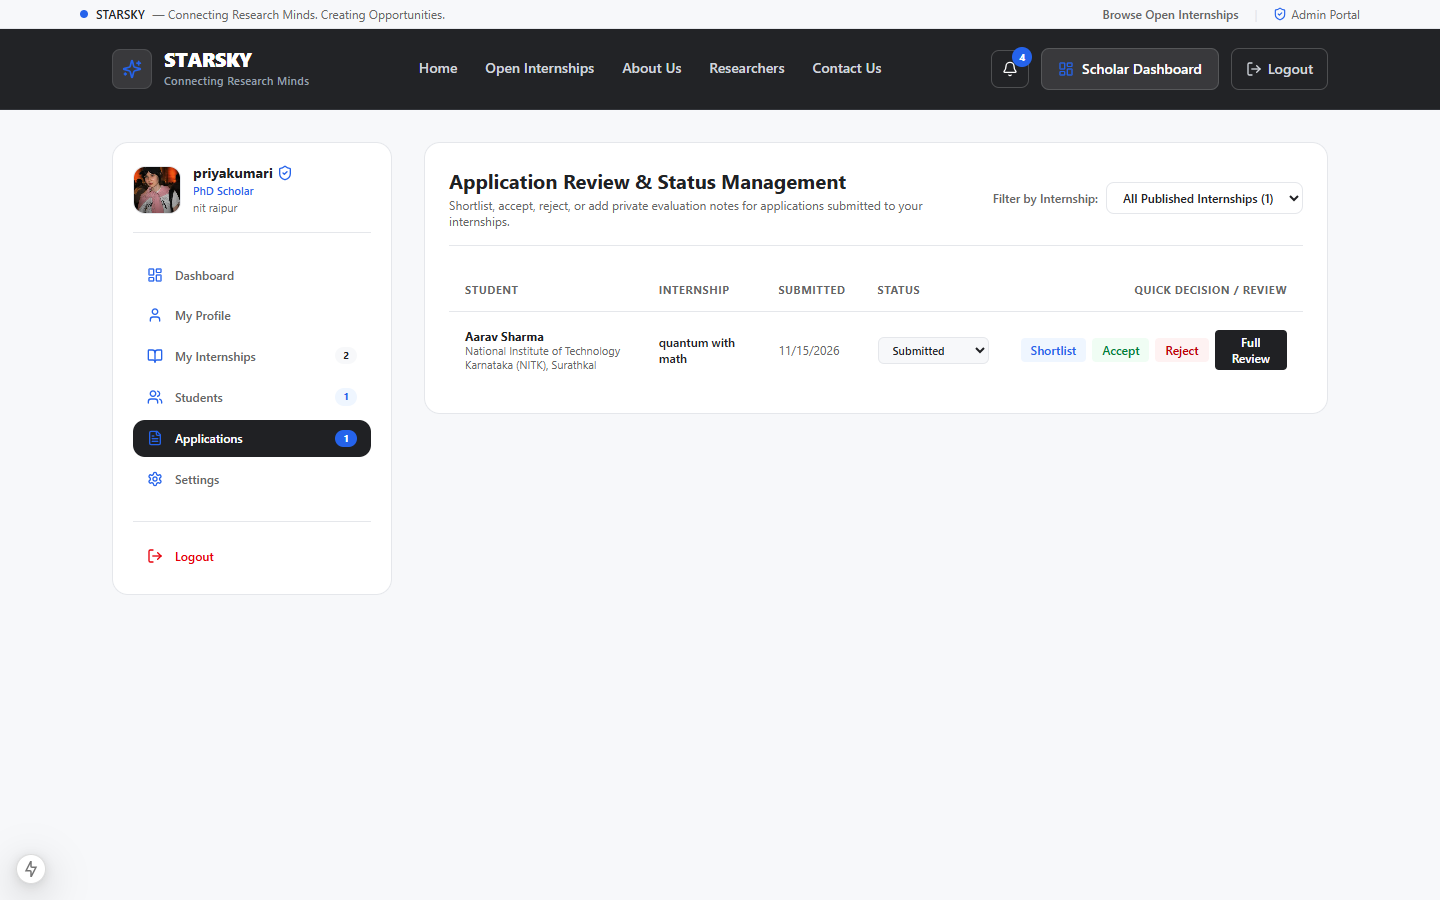 STARSKY — Connecting Research Minds. Creating Opportunities.
Browse Open Internships | Admin Portal
STARSKY
Connecting Research Minds
Home
Open Internships
About Us
Researchers
Contact Us
4
Scholar Dashboard
Logout
priyakumari
PhD Scholar
nit raipur
Dashboard
My Profile
My Internships 2
Students 1
Applications 1
Settings
Logout
Application Review & Status Management
Shortlist, accept, reject, or add private evaluation notes for applications submitted to your
internships.
Filter by Internship: All Published Internships (1)
STUDENT INTERNSHIP SUBMITTED STATUS QUICK DECISION / REVIEW
Aarav Sharma
National Institute of Technology
Karnataka (NITK), Surathkal
quantum with
math
11/15/2026
Submitted
Shortlist
Accept
Reject
Full
Review